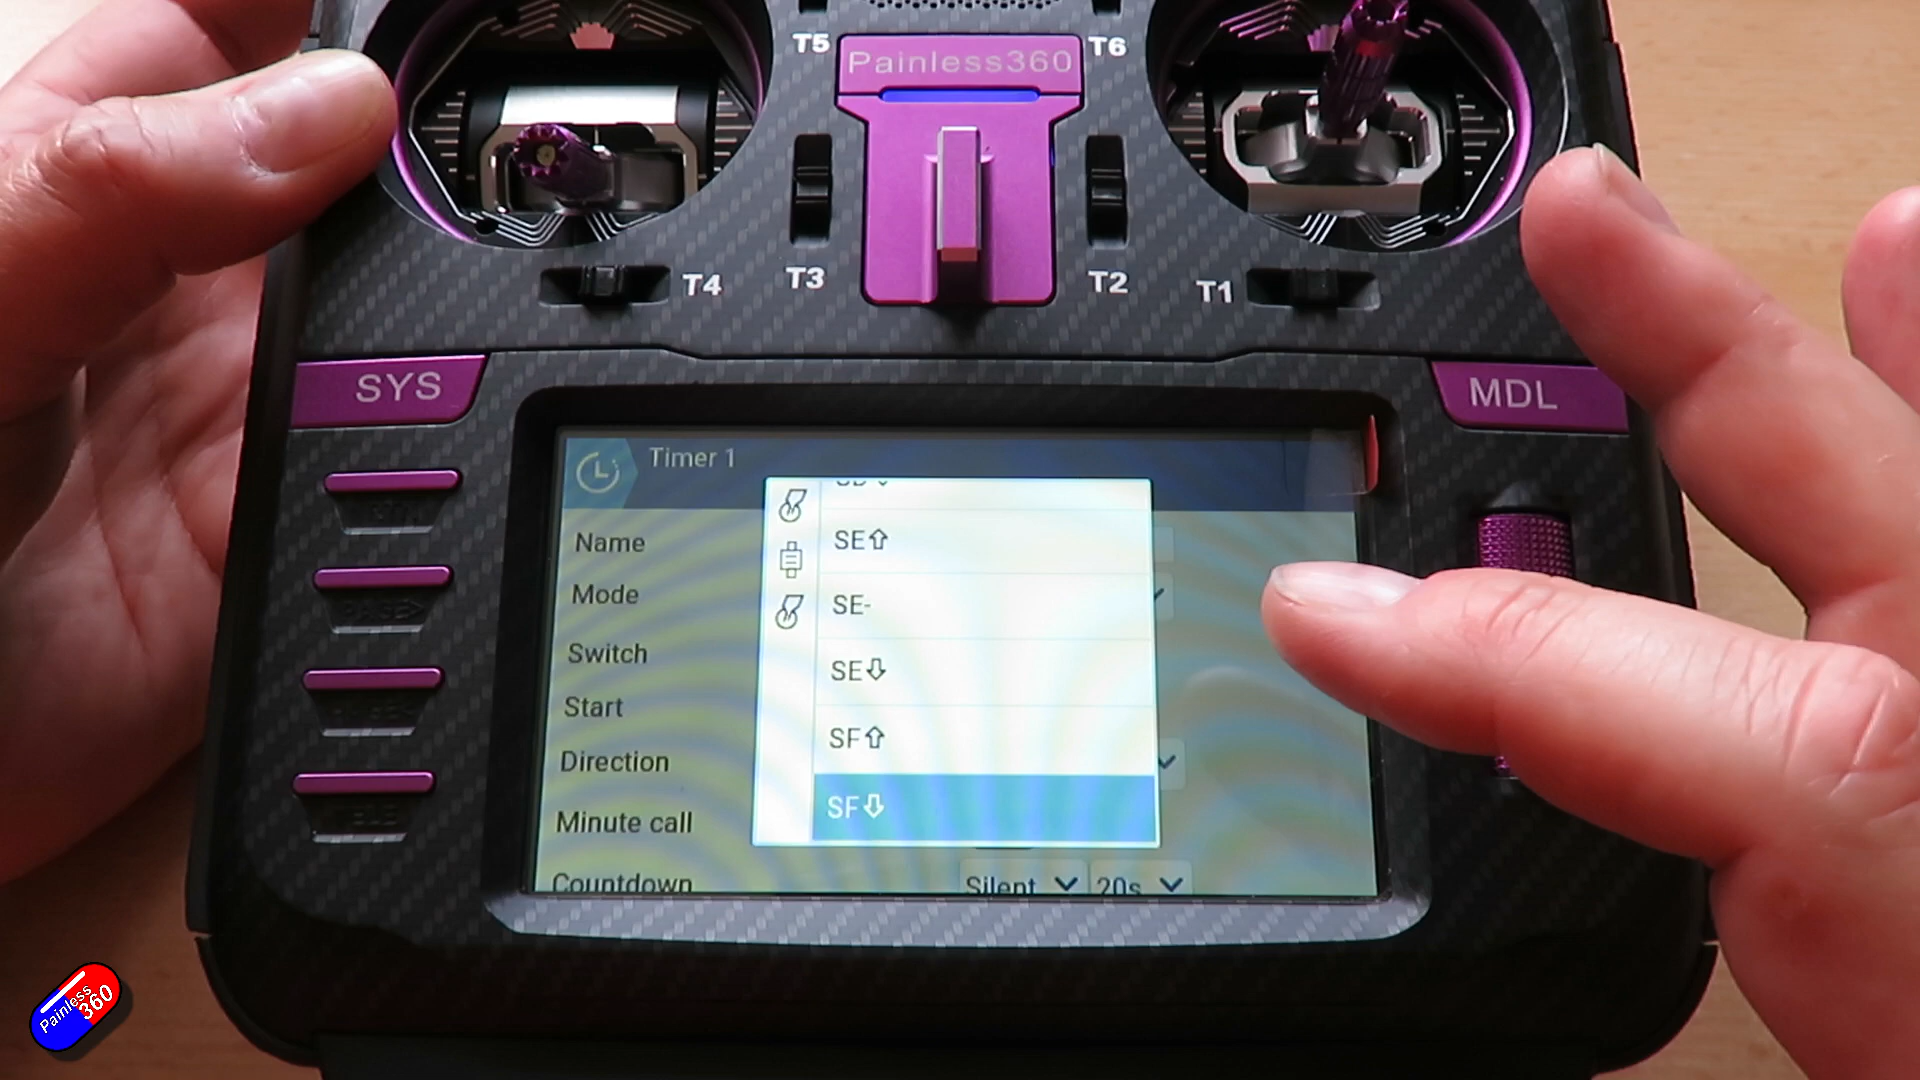 T5
Painless360
T6
T4
T3
T2
T1
SYS
MDL
Timer 1
Name
Mode
Switch
Start
Direction
Minute call
Countdown
SE⇧
SE-
SE⇩
SF⇧
SF⇩
Silent
20s
TELE
Painless
360